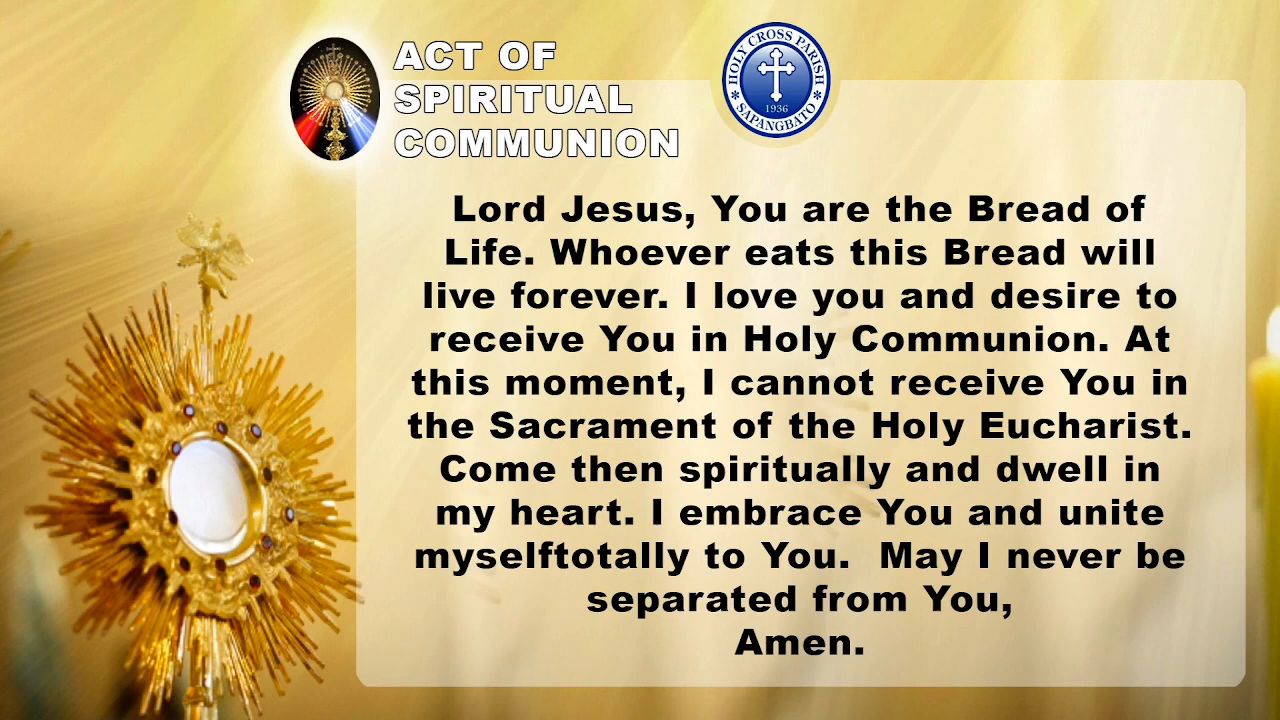 ACT OF
SPIRITUAL
COMMUNION
HOLY CROSS PARISH
1936
SAPANGBATO
Lord Jesus, You are the Bread of
Life. Whoever eats this Bread will
live forever. I love you and desire to
receive You in Holy Communion. At
this moment, I cannot receive You in
the Sacrament of the Holy Eucharist.
Come then spiritually and dwell in
my heart. I embrace You and unite
myselftotally to You.  May I never be
separated from You,
Amen.